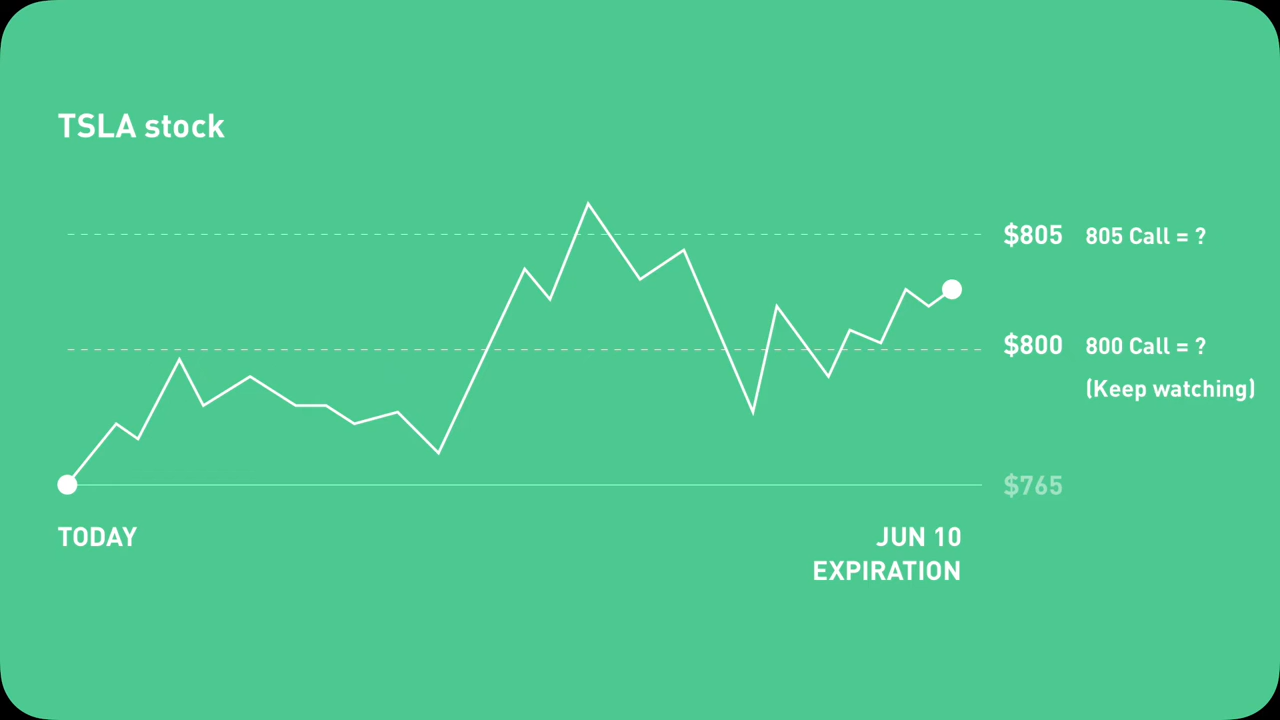 TSLA stock
$805 805 Call = ?
$800 800 Call = ?
(Keep watching)
$765
TODAY
JUN 10
EXPIRATION